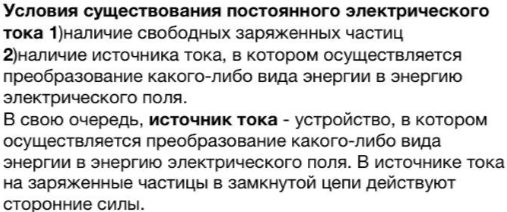 Условия существования постоянного электрического
тока 1)наличие свободных заряженных частиц
2)наличие источника тока, в котором осуществляется
преобразование какого-либо вида энергии в энергию
электрического поля.
В свою очередь, источник тока - устройство, в котором
осуществляется преобразование какого-либо вида
энергии в энергию электрического поля. В источнике тока
на заряженные частицы в замкнутой цепи действуют
сторонние силы.